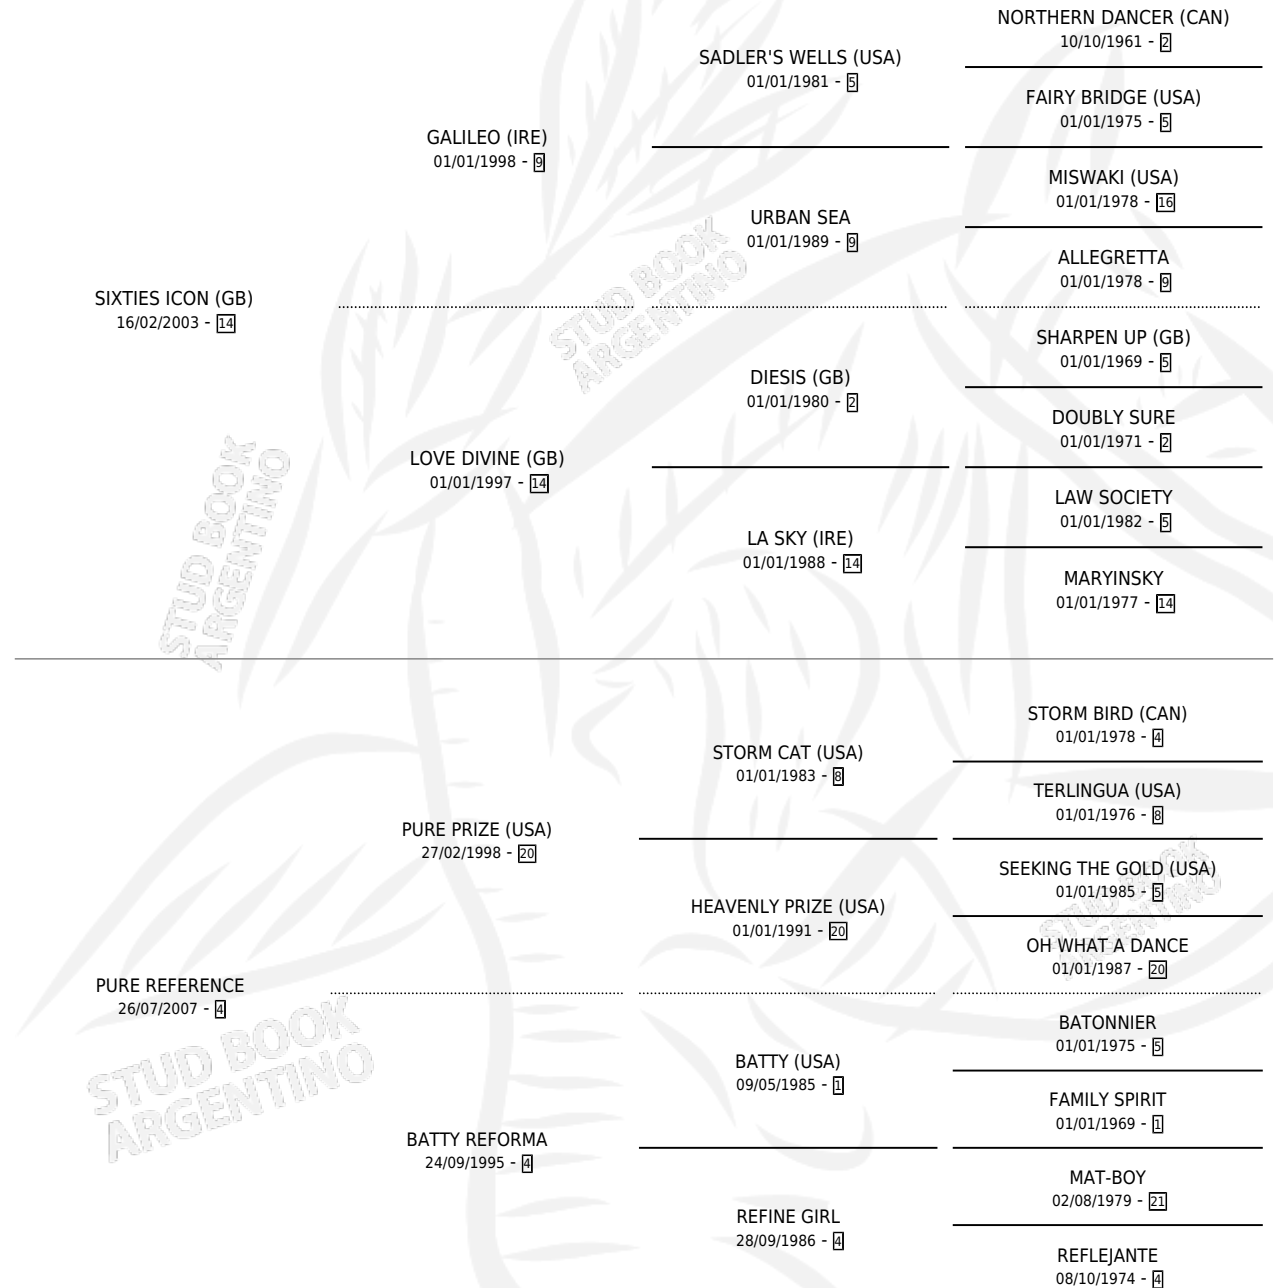 NORTHERN DANCER (CAN)
10/10/1961 - 2
SADLER'S WELLS (USA)
01/01/1981 - 5
FAIRY BRIDGE (USA)
01/01/1975 - 5
GALILEO (IRE)
01/01/1998 - 9
MISWAKI (USA)
01/01/1978 - 16
URBAN SEA
01/01/1989 - 9
ALLEGRETTA
01/01/1978 - 9
SIXTIES ICON (GB)
16/02/2003 - 14
STUD BOOK
ARGENTINO
SHARPEN UP (GB)
01/01/1969 - 5
DIESIS (GB)
01/01/1980 - 2
DOUBLY SURE
01/01/1971 - 2
LOVE DIVINE (GB)
01/01/1997 - 14
LAW SOCIETY
01/01/1982 - 5
LA SKY (IRE)
01/01/1988 - 14
MARYINSKY
01/01/1977 - 14
STUD BOOK
ARGENTINO
STORM BIRD (CAN)
01/01/1978 - 4
STORM CAT (USA)
01/01/1983 - 8
TERLINGUA (USA)
01/01/1976 - 8
PURE PRIZE (USA)
27/02/1998 - 20
SEEKING THE GOLD (USA)
01/01/1985 - 5
HEAVENLY PRIZE (USA)
01/01/1991 - 20
STUD BOOK
ARGENTINO
OH WHAT A DANCE
01/01/1987 - 20
PURE REFERENCE
26/07/2007 - 4
BATONNIER
01/01/1975 - 5
BATTY (USA)
09/05/1985 - 1
STUD BOOK
ARGENTINO
FAMILY SPIRIT
01/01/1969 - 1
BATTY REFORMA
24/09/1995 - 4
MAT-BOY
02/08/1979 - 21
REFINE GIRL
28/09/1986 - 4
REFLEJANTE
08/10/1974 - 4